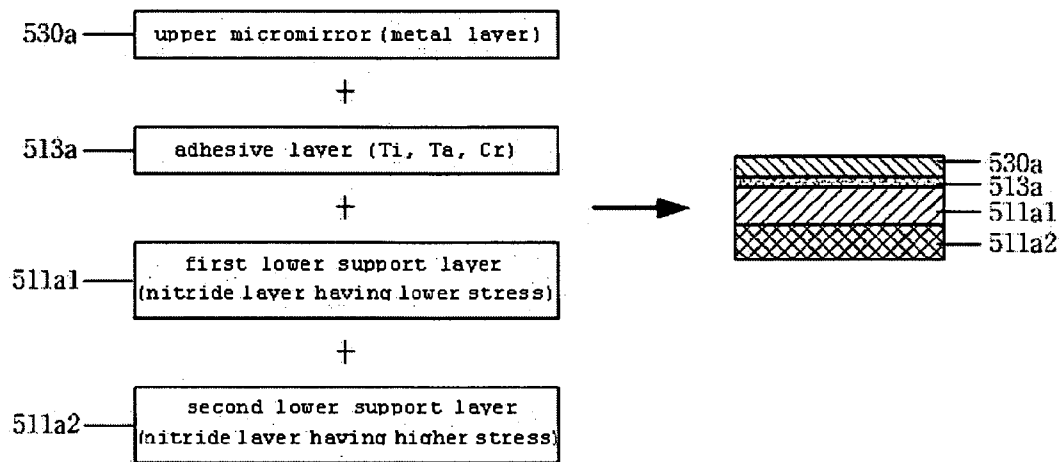 530a
upper micromirror (metal layer)
+
513a
adhesive layer (Ti, Ta, Cr)
+
511a1
first lower support layer
(nitride layer having lower stress)
+
511a2
second lower support layer
(nitride layer having higher stress)
530a
513a
511a1
511a2